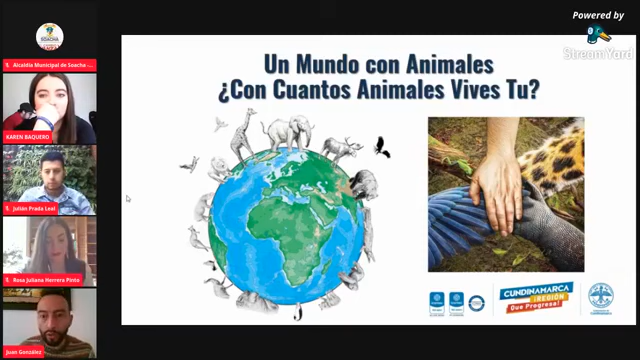 Powered by
StreamYard
SOACHA
Alcaldía Municipal de Soacha -...
KAREN BAQUERO
Julián Prada Leal
Rosa Juliana Herrera Pinto
Juan González
Un Mundo con Animales
¿Con Cuantos Animales Vives Tu?
CUNDINAMARCA
¡REGIÓN
Que Progresa!